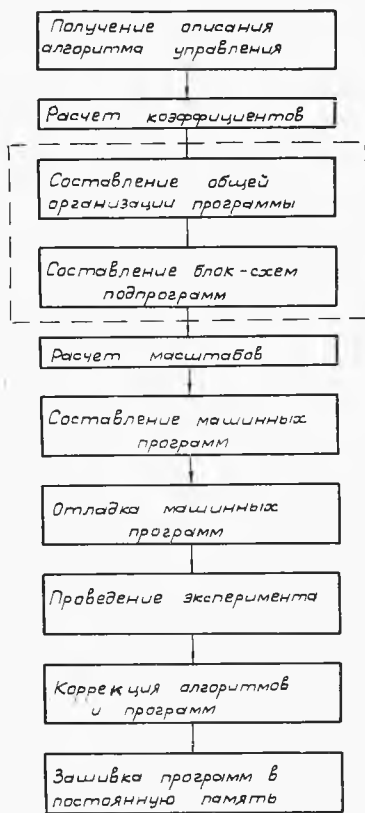 Получение описания
алгоритма управления
Расчет коэффициентов
Составление общей
организации программы
Составление блок-схем
подпрограмм
Расчет масштабов
Составление машинных
программ
Отладка машинных
программ
Проведение эксперимента
Коррекция алгоритмов
и программ
Зашивка программ в
постоянную память